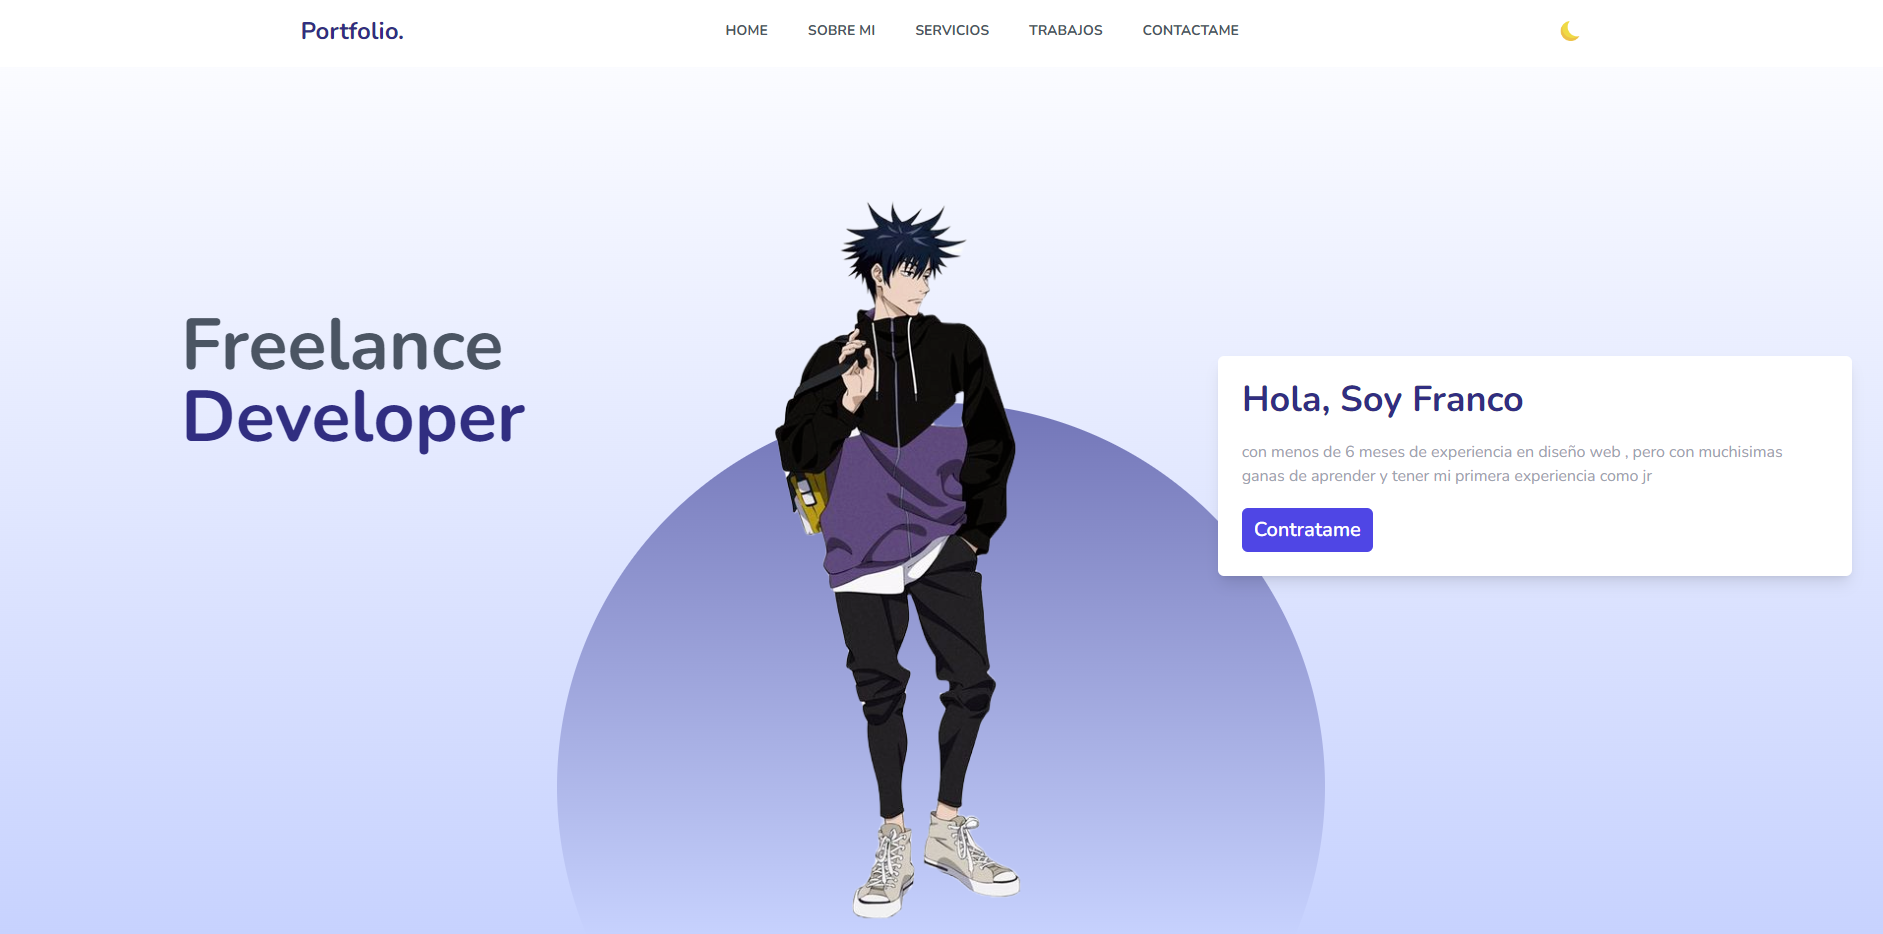 Portfolio.
HOME SOBRE MI SERVICIOS TRABAJOS CONTACTAME
Freelance
Developer
Hola, Soy Franco
con menos de 6 meses de experiencia en diseño web , pero con muchisimas
ganas de aprender y tener mi primera experiencia como jr
Contratame